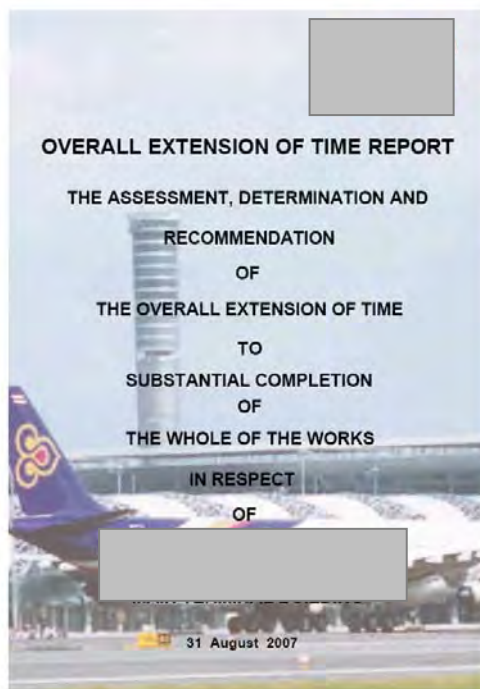 OVERALL EXTENSION OF TIME REPORT
THE ASSESSMENT, DETERMINATION AND
RECOMMENDATION
OF
THE OVERALL EXTENSION OF TIME
TO
SUBSTANTIAL COMPLETION
OF
THE WHOLE OF THE WORKS
IN RESPECT
OF
31 August 2007